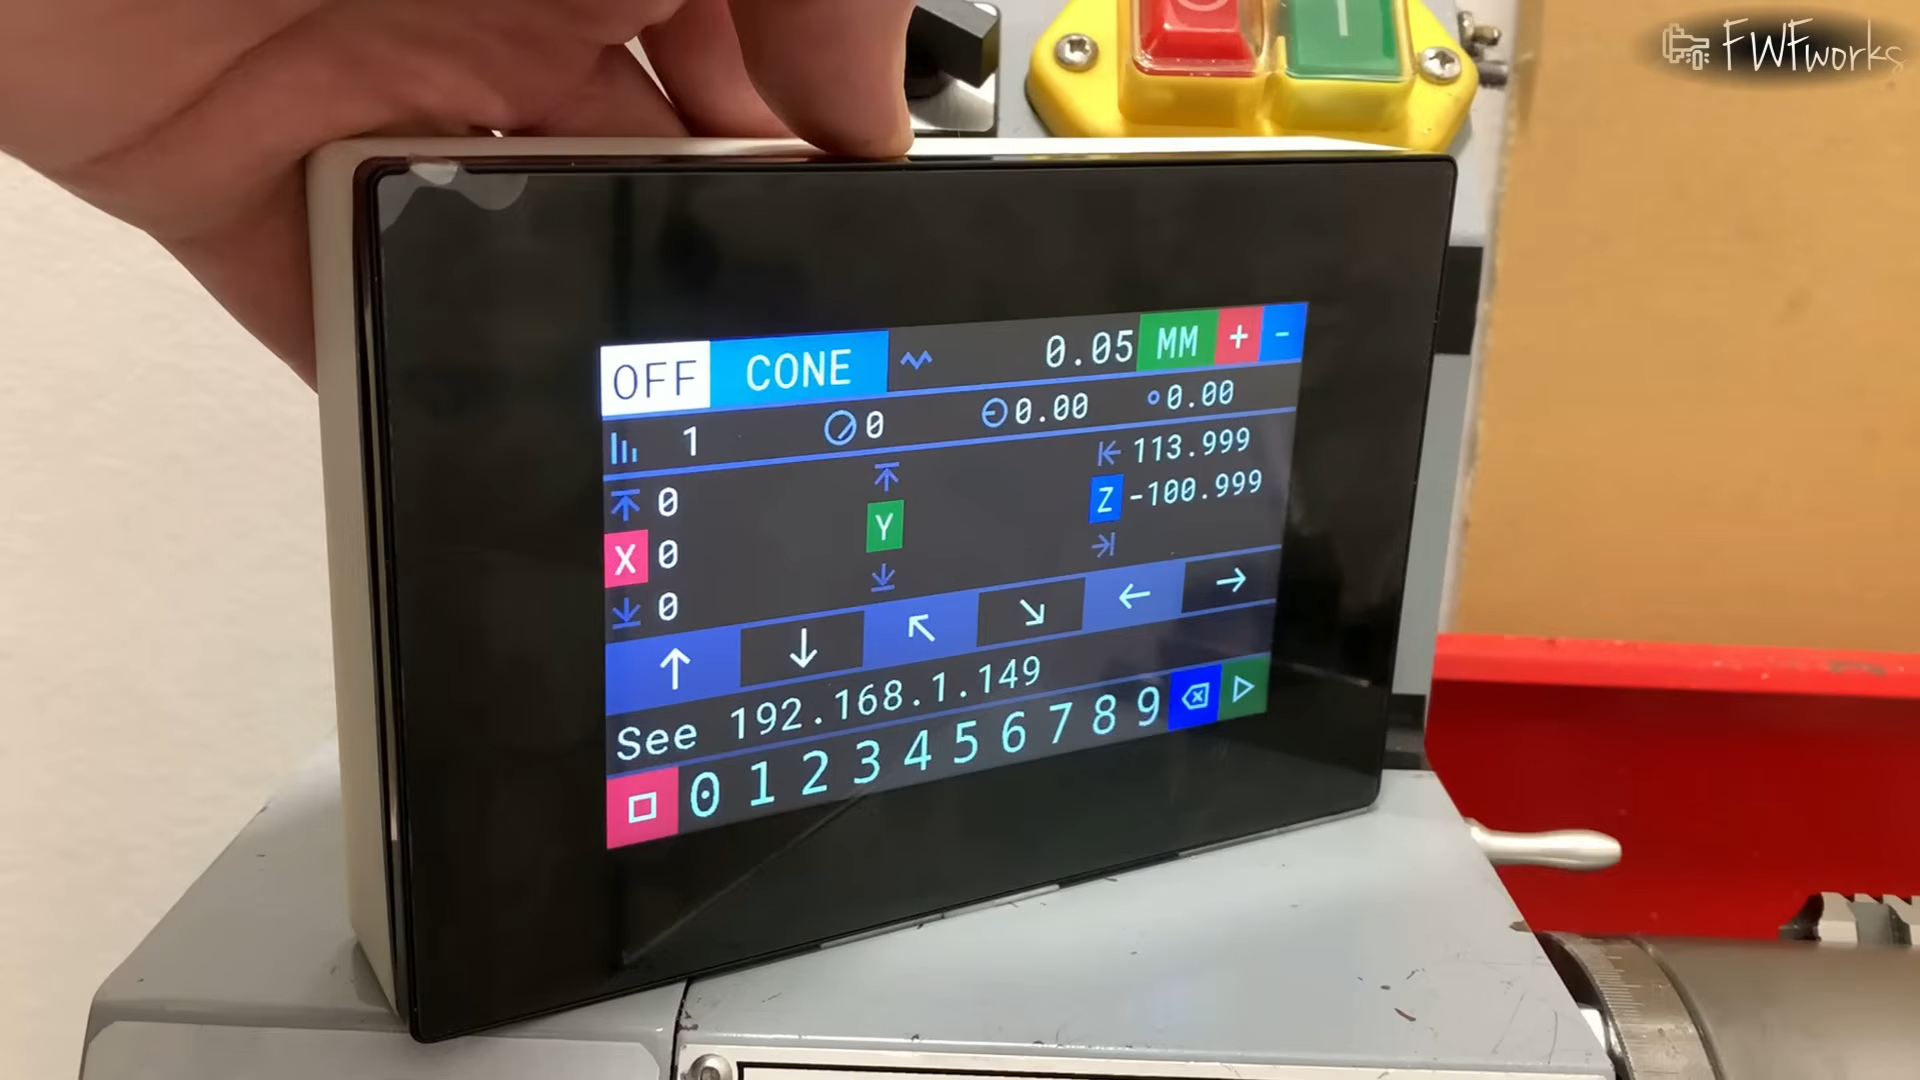 FWFworks
OFF CONE 0.05 MM + -
1 0 0.00 0.00
0 113.999
X 0 Y Z -100.999
0
See 192.168.1.149
0 1 2 3 4 5 6 7 8 9